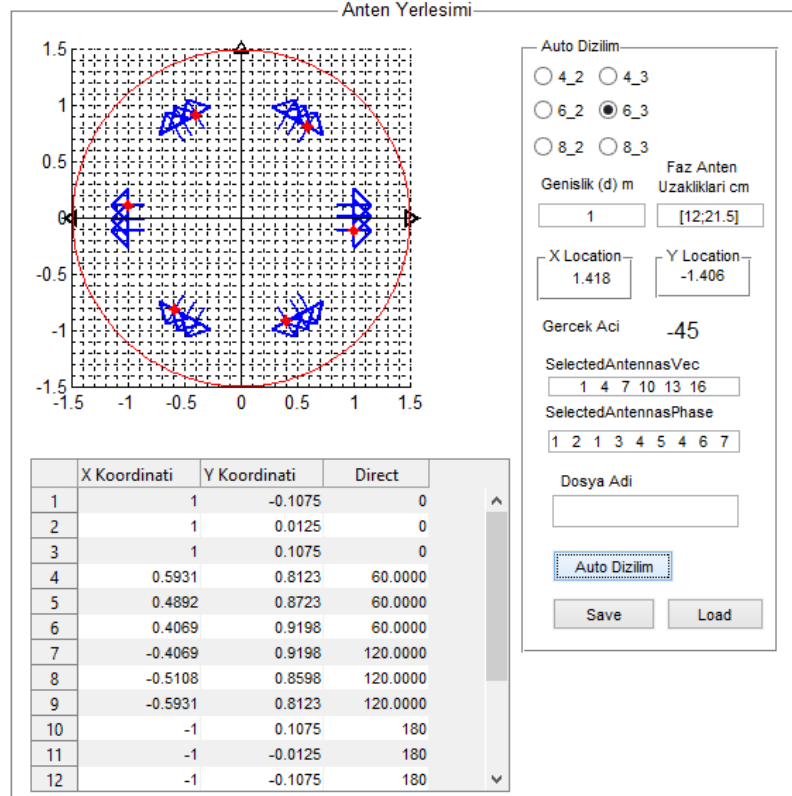 Anten Yerlesimi
1.5
1
0.5
0
-0.5
-1
-1.5
-1.5 -1 -0.5 0 0.5 1 1.5
Auto Dizilim
4_2 4_3
6_2 6_3
8_2 8_3
Genislik (d) m
Faz Anten
Uzakliklari cm
1 [12;21.5]
X Location Y Location
1.418 -1.406
Gercek Aci -45
SelectedAntennasVec
1 4 7 10 13 16
SelectedAntennasPhase
1 2 1 3 4 5 4 6 7
Dosya Adi
Auto Dizilim
Save Load
X Koordinati Y Koordinati Direct
1 1 -0.1075 0
2 1 0.0125 0
3 1 0.1075 0
4 0.5931 0.8123 60.0000
5 0.4892 0.8723 60.0000
6 0.4069 0.9198 60.0000
7 -0.4069 0.9198 120.0000
8 -0.5108 0.8598 120.0000
9 -0.5931 0.8123 120.0000
10 -1 0.1075 180
11 -1 -0.0125 180
12 -1 -0.1075 180